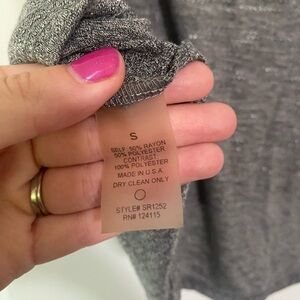 S
SELF: 50% RAYON
50% POLYESTER
CONTRAST
100% POLYESTER
MADE IN U.S.A.
DRY CLEAN ONLY
STYLE# SR1252
RN# 124115